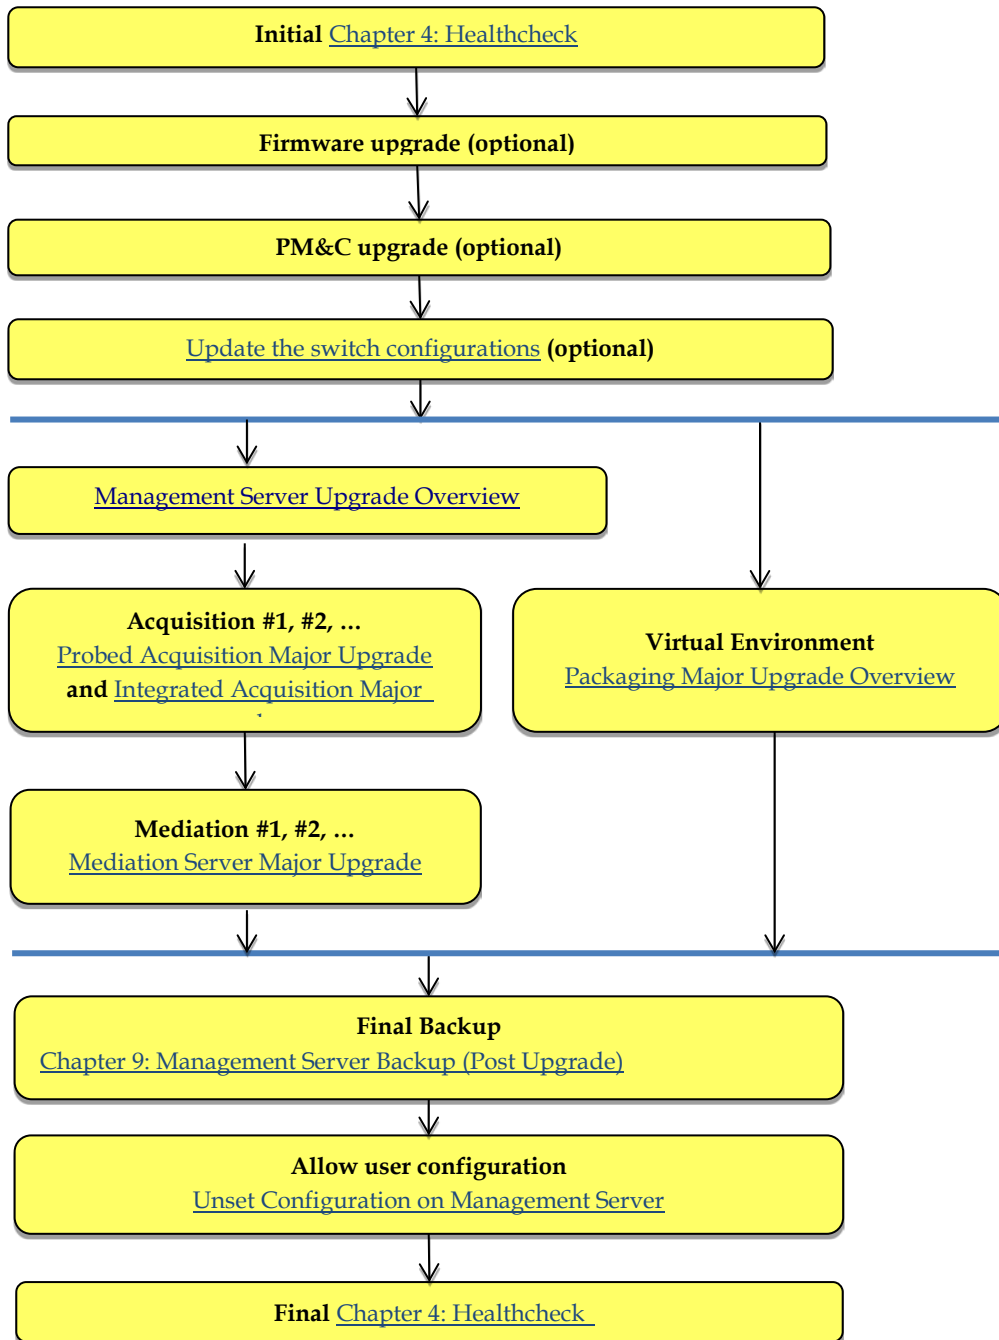 Initial Chapter 4: Healthcheck
Firmware upgrade (optional)
PM&C upgrade (optional)
Update the switch configurations (optional)
Management Server Upgrade Overview
Acquisition #1, #2, …
Probed Acquisition Major Upgrade
and Integrated Acquisition Major
Virtual Environment
Packaging Major Upgrade Overview
Mediation #1, #2, …
Mediation Server Major Upgrade
Final Backup
Chapter 9: Management Server Backup (Post Upgrade)
Allow user configuration
Unset Configuration on Management Server
Final Chapter 4: Healthcheck